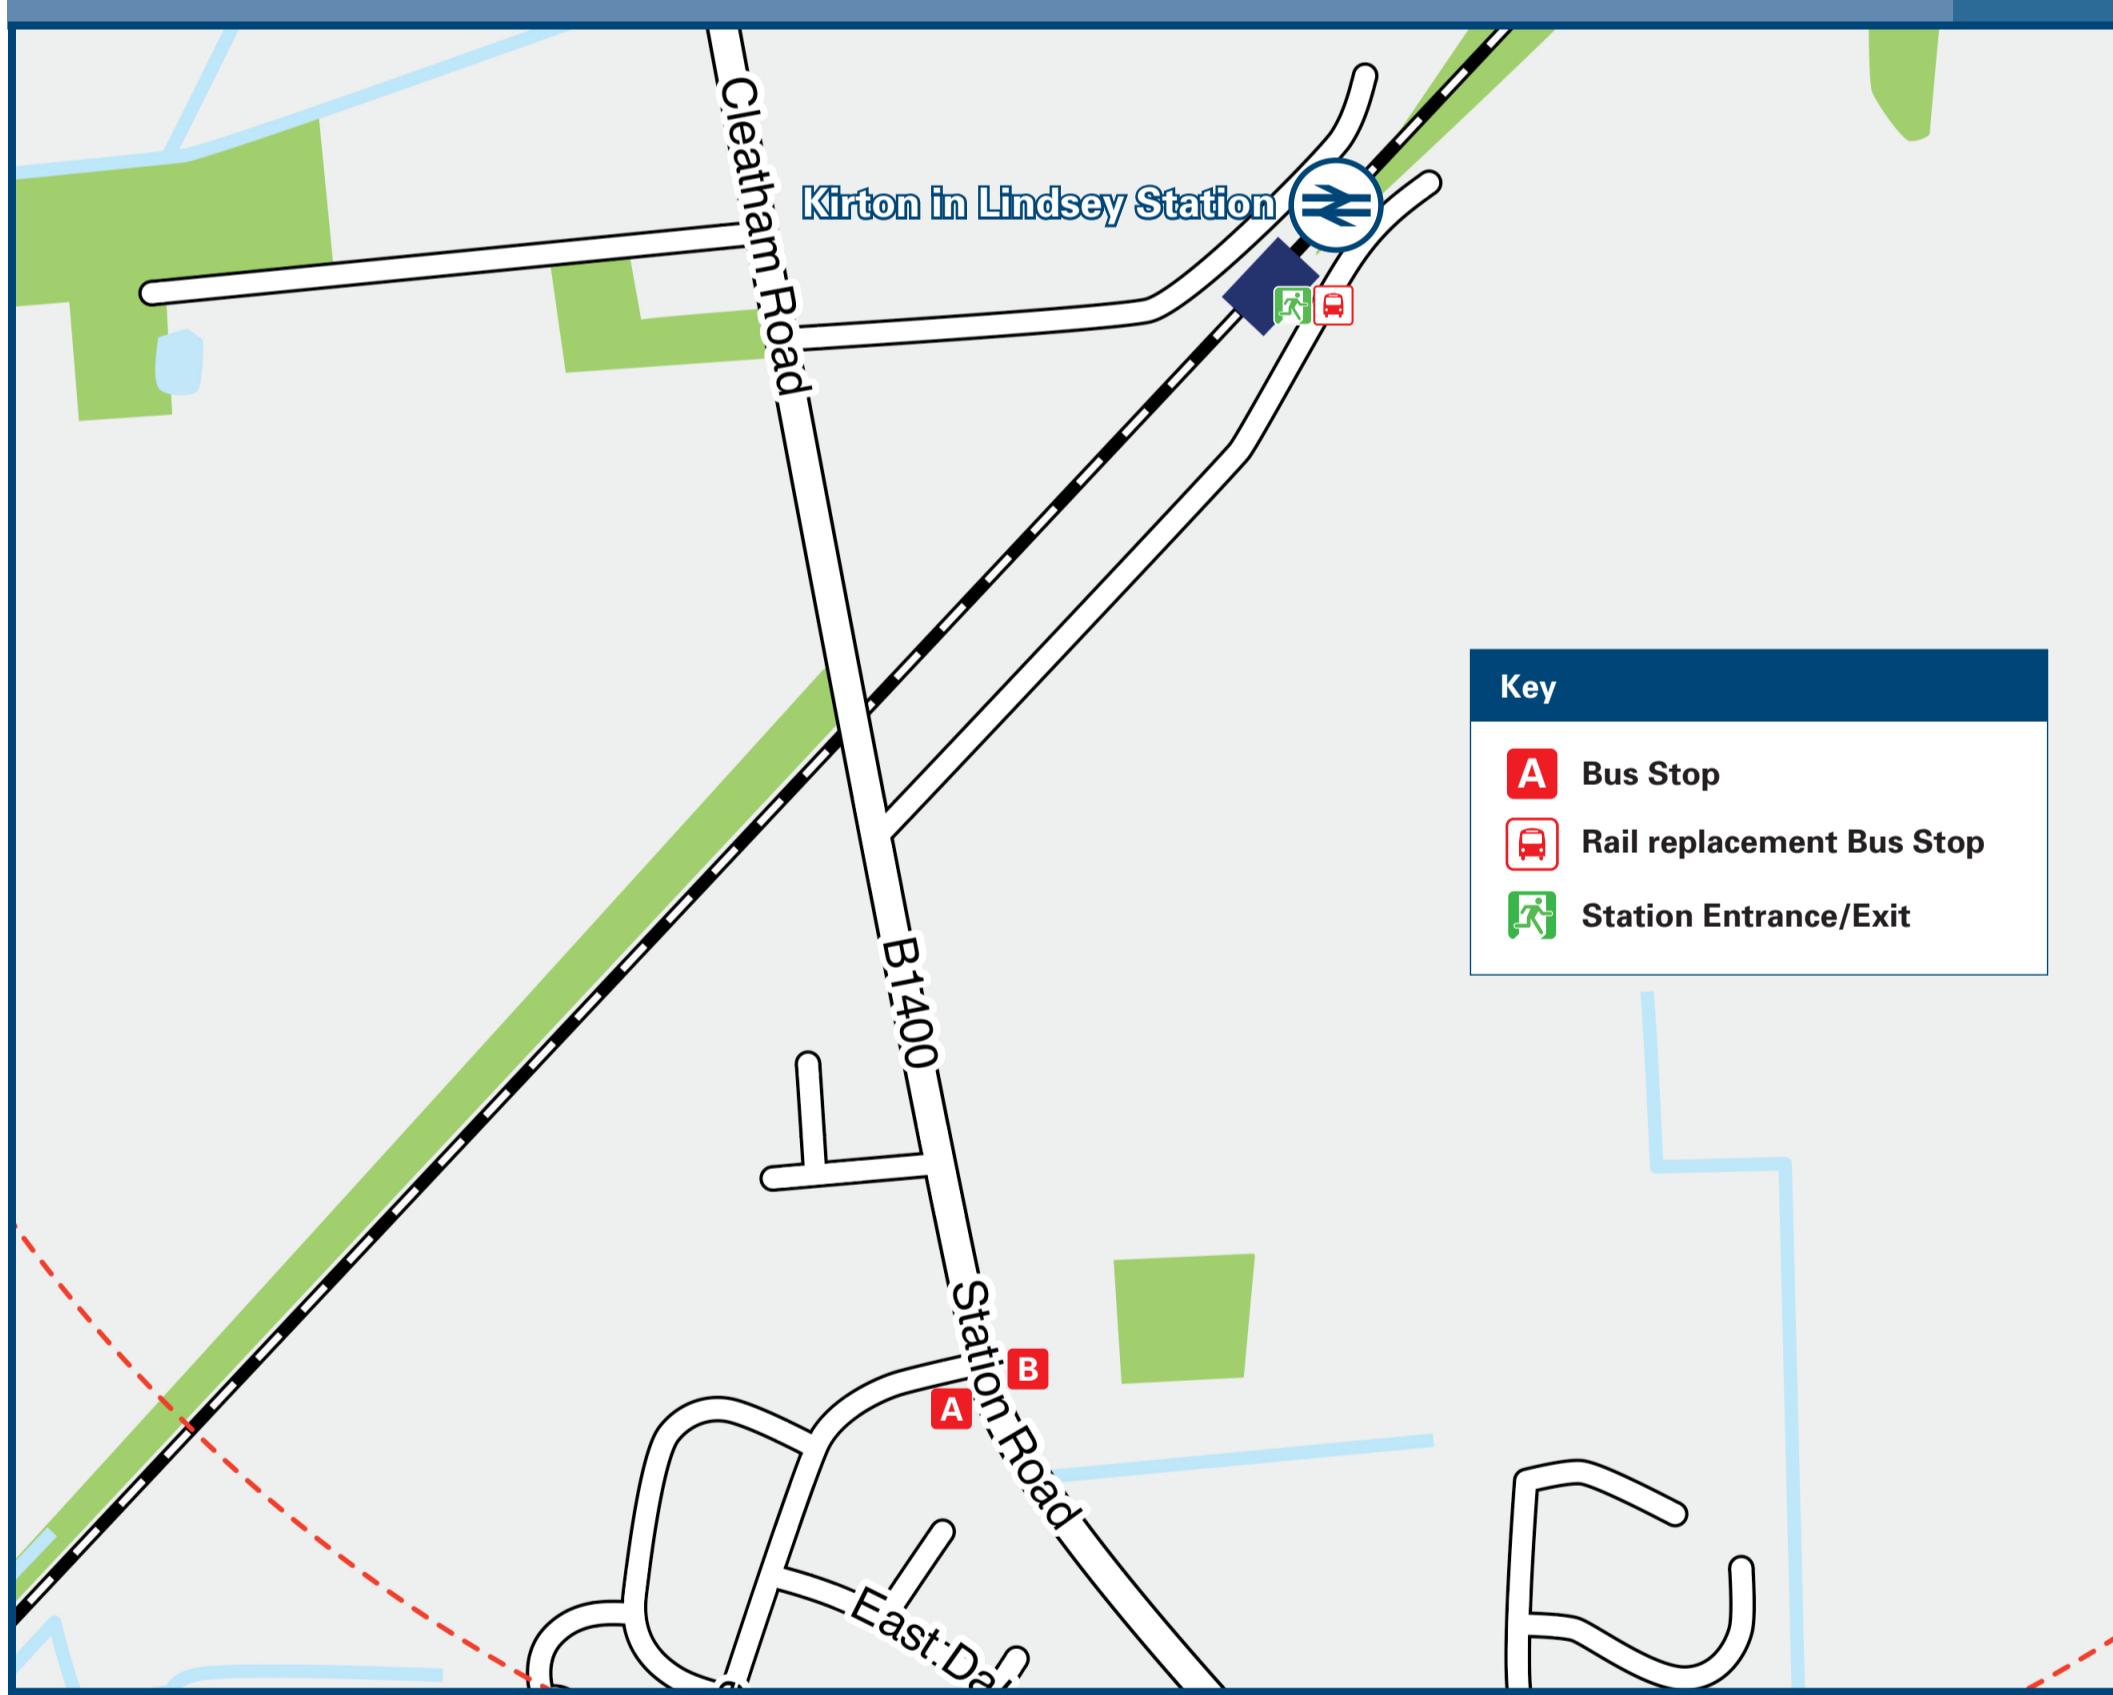 Cleatham Road
Kirton in Lindsey Station
Key
A Bus Stop
Rail replacement Bus Stop
Station Entrance/Exit
B1400
Station Road
B
A
East